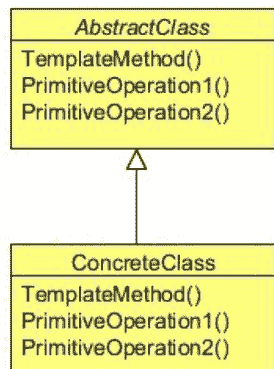 AbstractClass
TemplateMethod()
PrimitiveOperation1()
PrimitiveOperation2()
ConcreteClass
TemplateMethod()
PrimitiveOperation1()
PrimitiveOperation2()